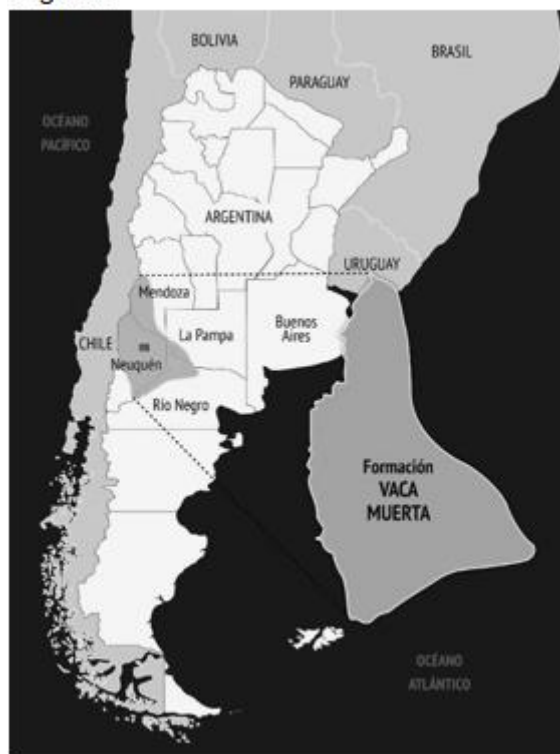 BOLIVIA
BRASIL
PARAGUAY
OCÉANO
PACÍFICO
ARGENTINA
URUGUAY
Mendoza
La Pampa
Buenos
Aires
CHILE
Neuquén
Río Negro
Formación
VACA
MUERTA
OCÉANO
ATLÁNTICO